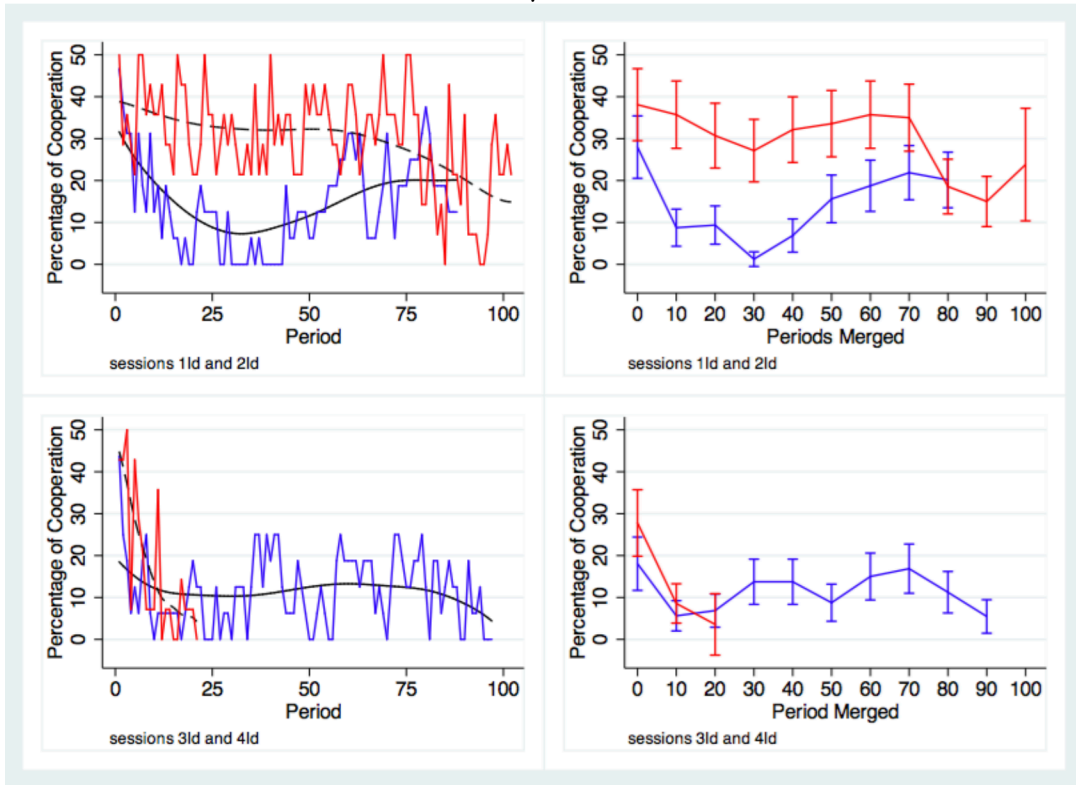 Percentage of Cooperation
50
40
30
20
10
0
0 25 50 75 100
Period
sessions 1ld and 2ld
Percentage of Cooperation
50
40
30
20
10
0
0 10 20 30 40 50 60 70 80 90 100
Periods Merged
sessions 1ld and 2ld
Percentage of Cooperation
50
40
30
20
10
0
0 25 50 75 100
Period
sessions 3ld and 4ld
Percentage of Cooperation
50
40
30
20
10
0
0 10 20 30 40 50 60 70 80 90 100
Period Merged
sessions 3ld and 4ld